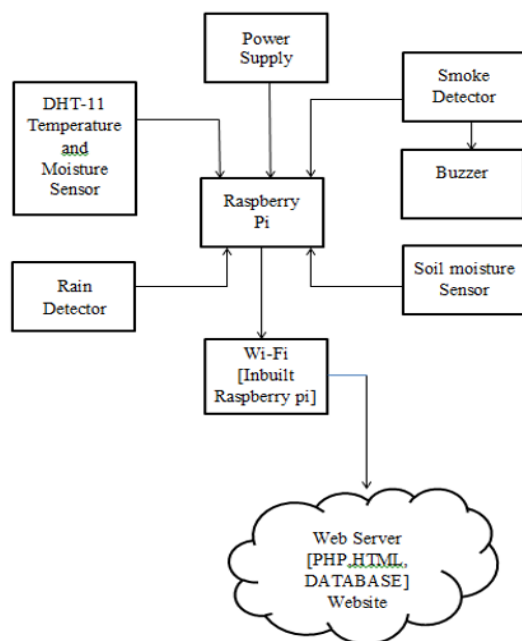 Power
Supply
Smoke
Detector
DHT-11
Temperature
and
Moisture
Sensor
Buzzer
Raspberry
Pi
Rain
Detector
Soil moisture
Sensor
Wi-Fi
[Inbuilt
Raspberry pi]
Web Server
[PHP,HTML,
DATABASE]
Website